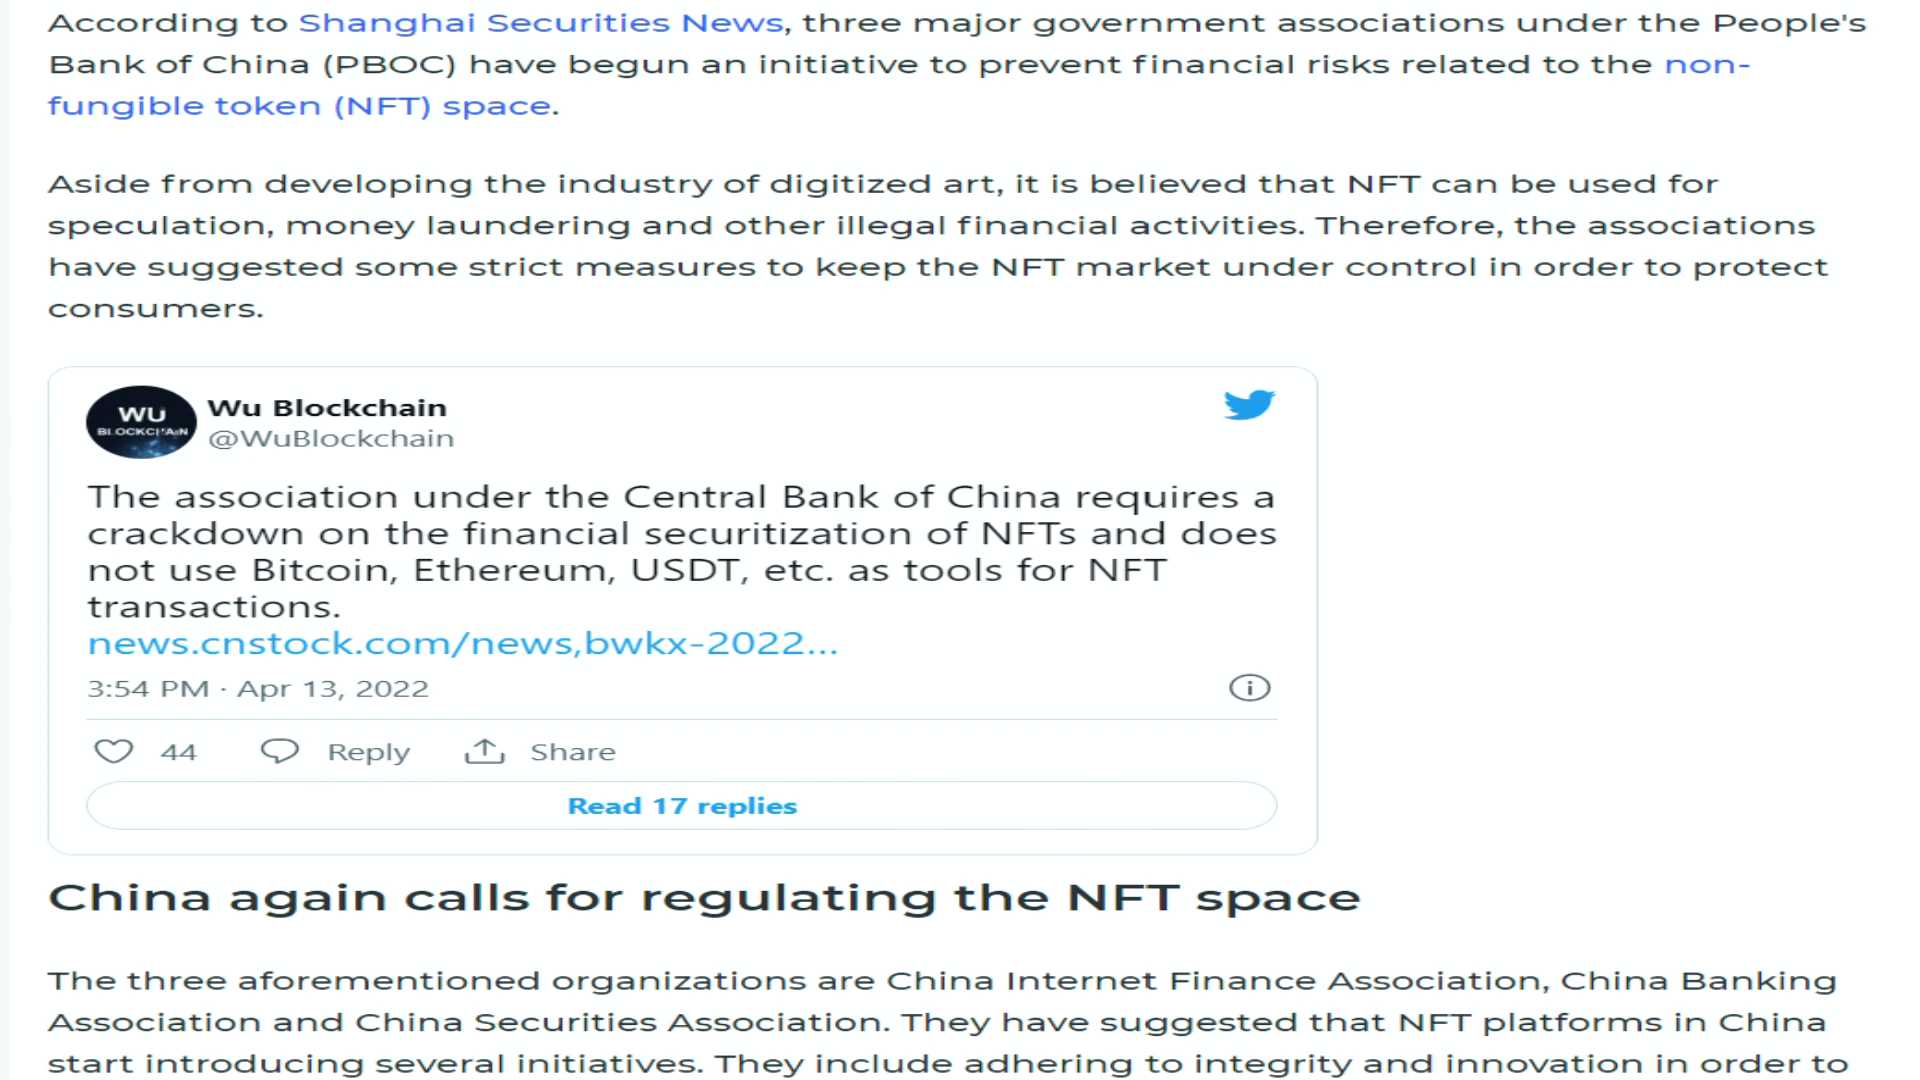 According to Shanghai Securities News, three major government associations under the People's
Bank of China (PBOC) have begun an initiative to prevent financial risks related to the non-
fungible token (NFT) space.
Aside from developing the industry of digitized art, it is believed that NFT can be used for
speculation, money laundering and other illegal financial activities. Therefore, the associations
have suggested some strict measures to keep the NFT market under control in order to protect
consumers.
WU
BLOCKCHAIN
Wu Blockchain
@WuBlockchain
The association under the Central Bank of China requires a
crackdown on the financial securitization of NFTs and does
not use Bitcoin, Ethereum, USDT, etc. as tools for NFT
transactions.
news.cnstock.com/news,bwkx-2022...
3:54 PM · Apr 13, 2022
44 Reply Share
Read 17 replies
China again calls for regulating the NFT space
The three aforementioned organizations are China Internet Finance Association, China Banking
Association and China Securities Association. They have suggested that NFT platforms in China
start introducing several initiatives. They include adhering to integrity and innovation in order to